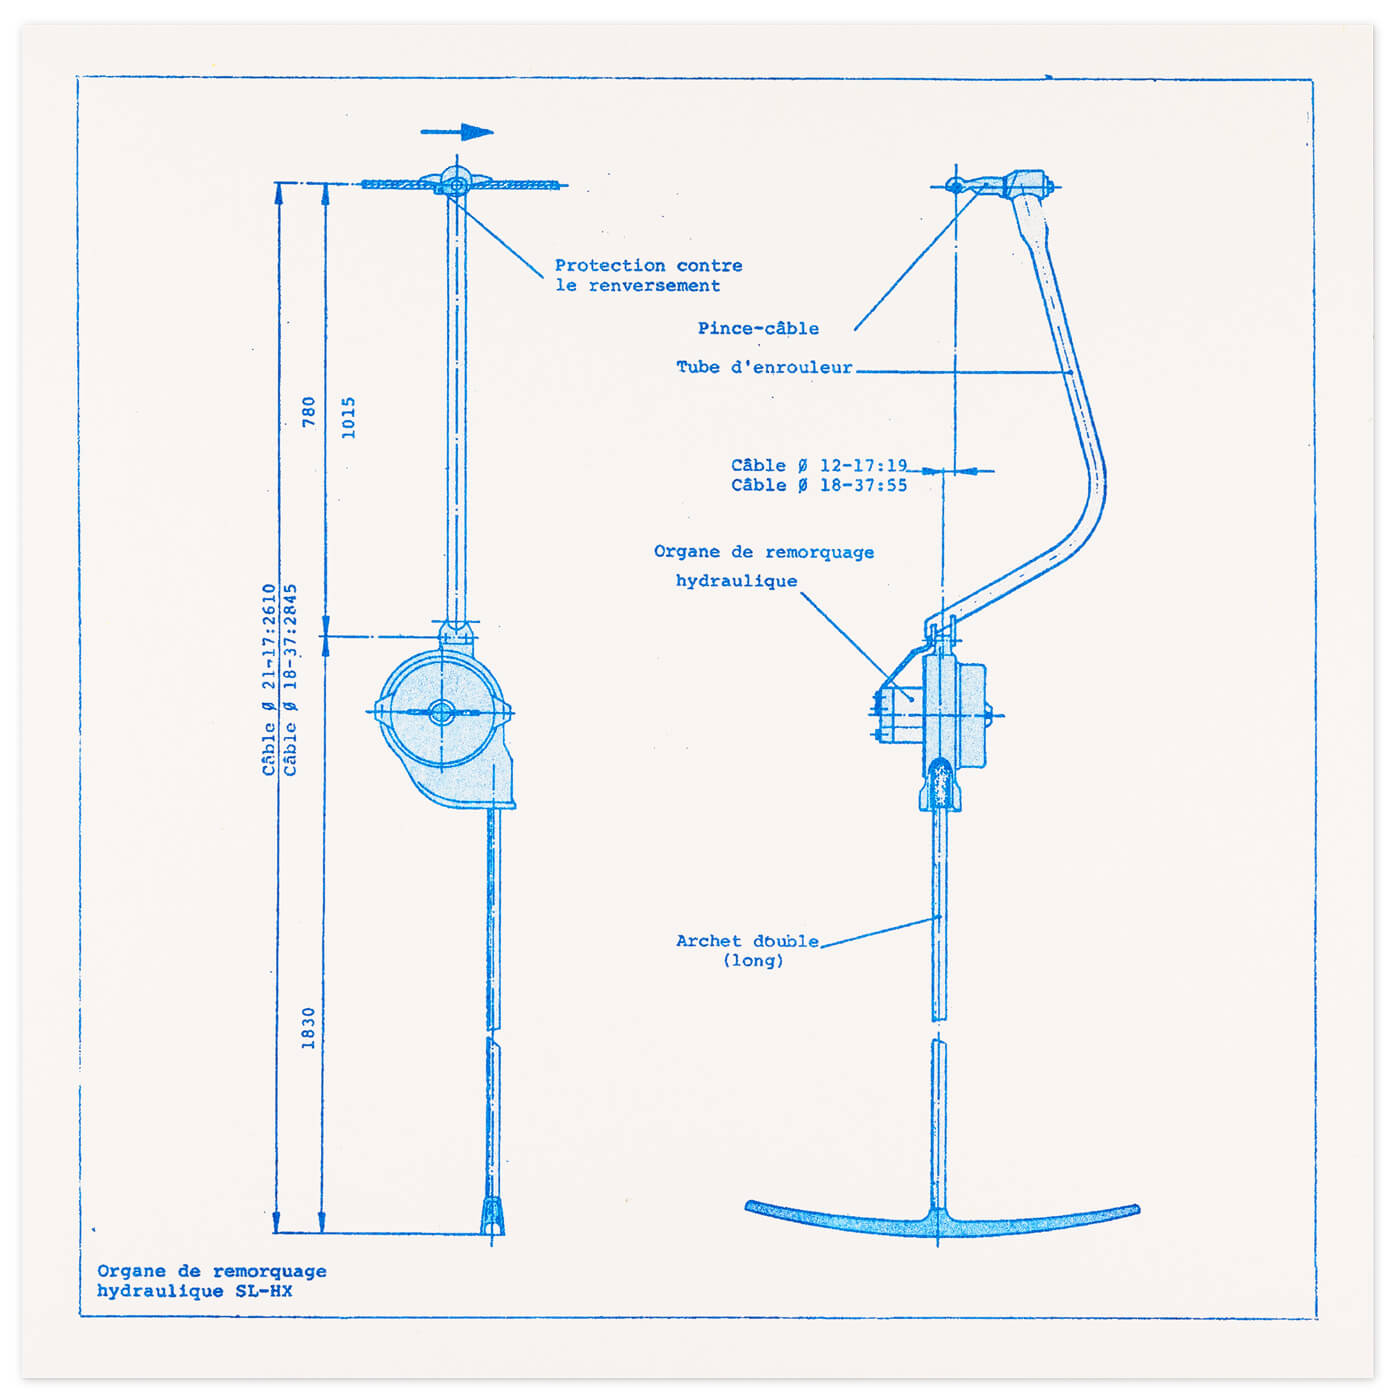 Protection contre
le renversement
Pince-câble
Tube d'enrouleur
780
1015
Câble Ø 12-17:19
Câble Ø 18-37:55
Organe de remorquage
hydraulique
Câble Ø 21-17:2610
Câble Ø 18-37:2845
Archet double
(long)
1830
Organe de remorquage
hydraulique SL-HX